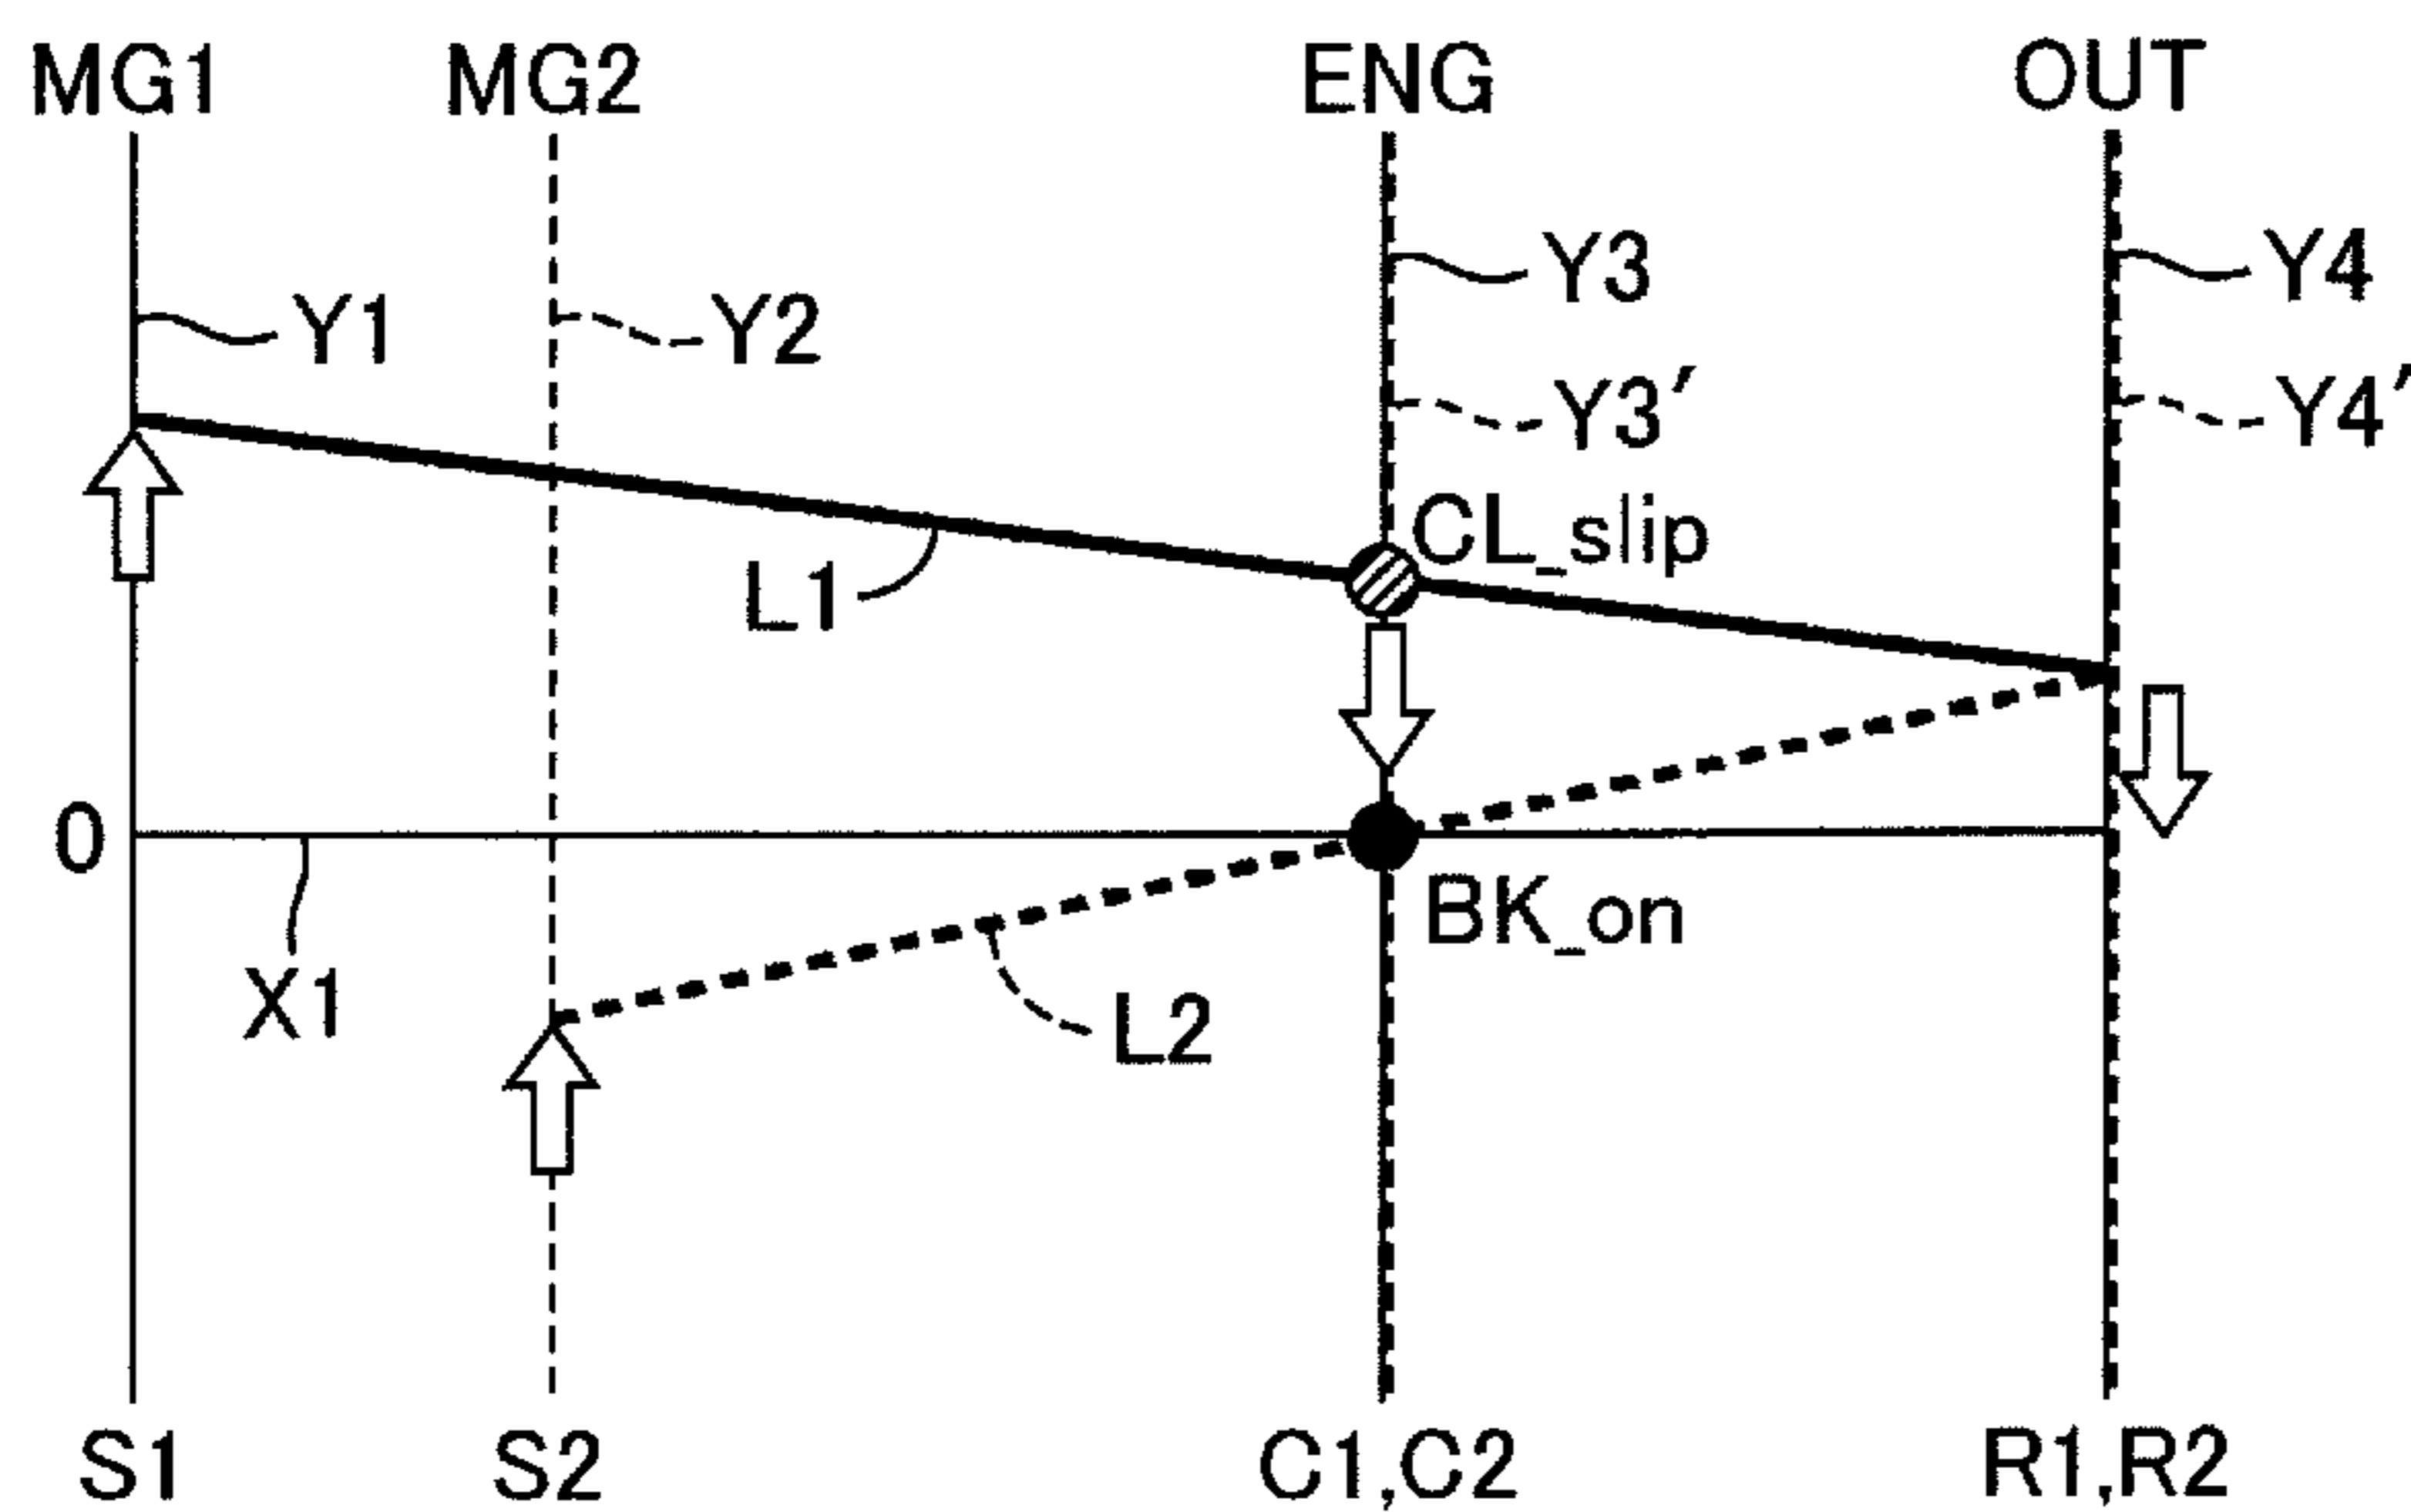 MG1 MG2 ENG OUT
Y3 Y4
Y1 Y2
Y3′ Y4′
CL_slip
L1
0
BK_on
X1
L2
S1 S2 C1,C2 R1,R2